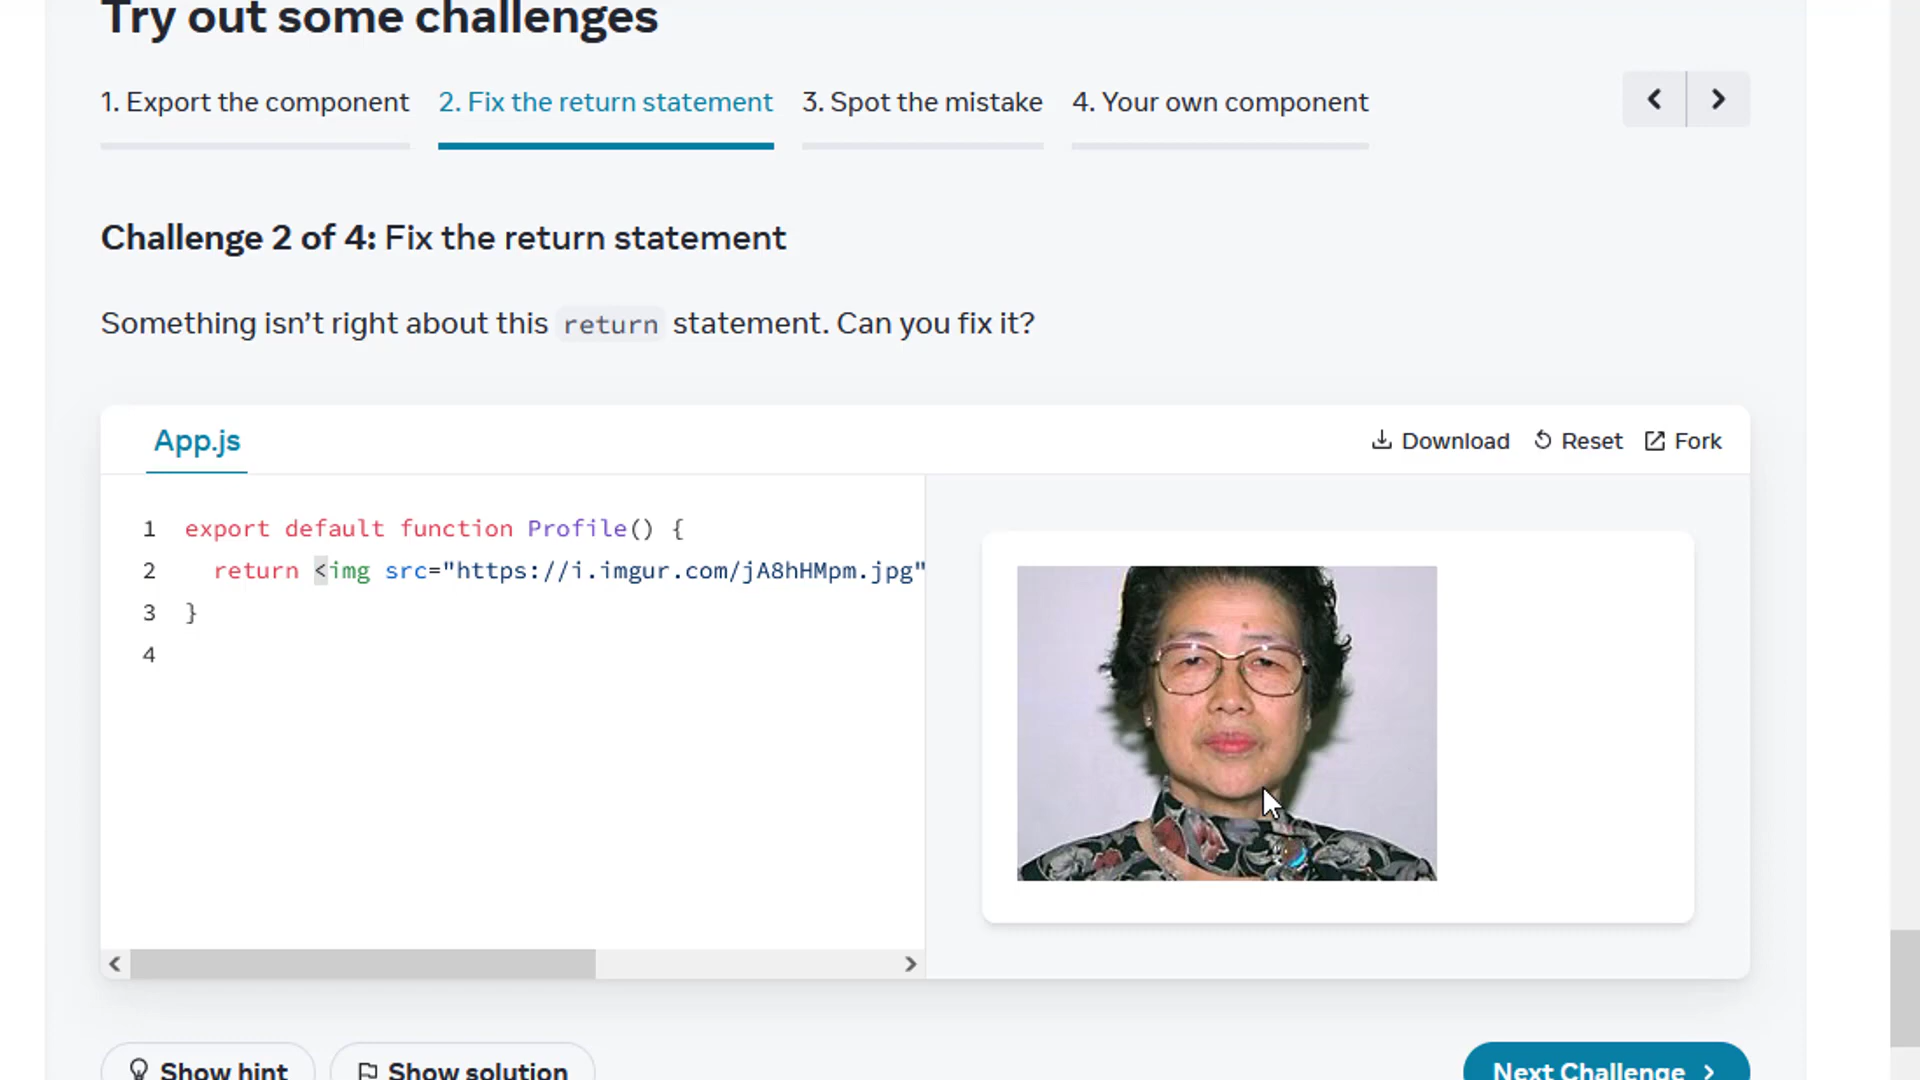 Try out some challenges
1. Export the component 2. Fix the return statement 3. Spot the mistake 4. Your own component
Challenge 2 of 4: Fix the return statement
Something isn’t right about this return statement. Can you fix it?
App.js Download Reset Fork
1 export default function Profile() {
2 return <img src="https://i.imgur.com/jA8hHMpm.jpg"
3 }
4
Show hint Show solution Next Challenge